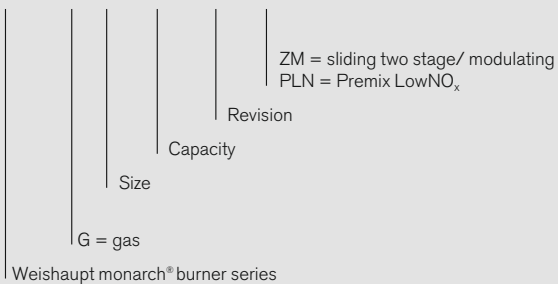 ZM = sliding two stage/ modulating
PLN = Premix LowNOₓ
Revision
Capacity
Size
G = gas
Weishaupt monarch® burner series